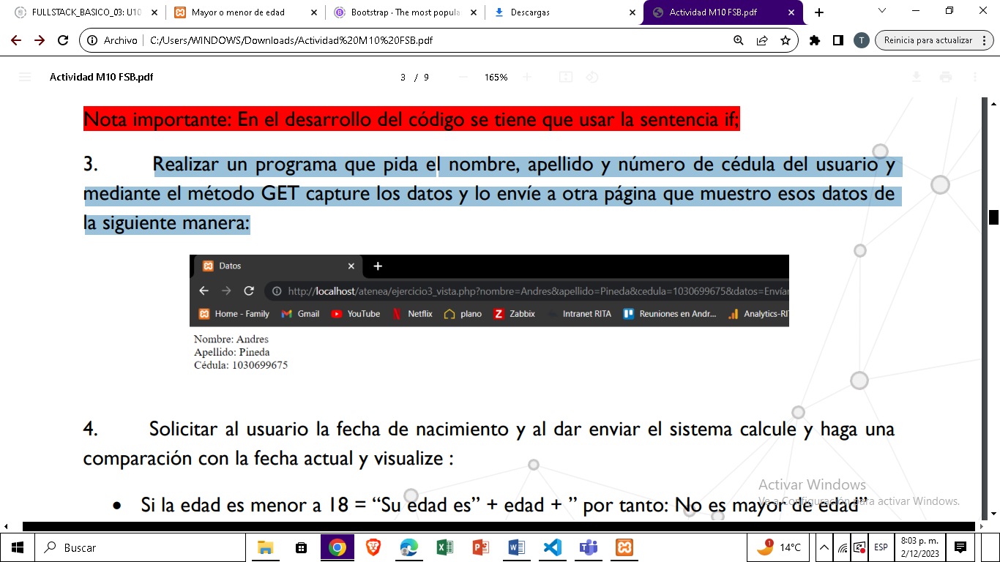 FULLSTACK_BASICO_03: U10
Mayor o menor de edad
Bootstrap · The most popula
Descargas
Actividad M10 FSB.pdf
Archivo
C:/Users/WINDOWS/Downloads/Actividad%20M10%20FSB.pdf
T
Reinicia para actualizar
Actividad M10 FSB.pdf
3 / 9
165%
Nota importante: En el desarrollo del código se tiene que usar la sentencia if;
3. Realizar un programa que pida el nombre, apellido y número de cédula del usuario y
mediante el método GET capture los datos y lo envíe a otra página que muestro esos datos de
la siguiente manera:
Datos
http://localhost/atenea/ejercicio3_vista.php?nombre=Andres&apellido=Pineda&cedula=1030699675&datos=Envíar
Home - Family
Gmail
YouTube
Netflix
plano
Zabbix
Intranet RITA
Reuniones en Andr...
Analytics-RI
Nombre: Andres
Apellido: Pineda
Cédula: 1030699675
4. Solicitar al usuario la fecha de nacimiento y al dar enviar el sistema calcule y haga una
comparación con la fecha actual y visualize :
• Si la edad es menor a 18 = “Su edad es” + edad + ” por tanto: No es mayor de edad”
Activar Windows
Ve a Configuración para activar Windows.
Buscar
14°C
ESP
8:03 p. m.
2/12/2023